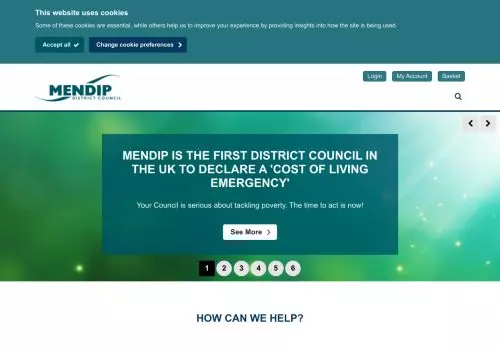 This website uses cookies
Some of these cookies are essential, while others help us to improve your experience by providing insights into how the site is being used.
Accept all
Change cookie preferences
Login
My Account
Basket
MENDIP
DISTRICT COUNCIL
MENDIP IS THE FIRST DISTRICT COUNCIL IN
THE UK TO DECLARE A 'COST OF LIVING
EMERGENCY'
Your Council is serious about tackling poverty. The time to act is now!
See More
1 2 3 4 5 6
HOW CAN WE HELP?